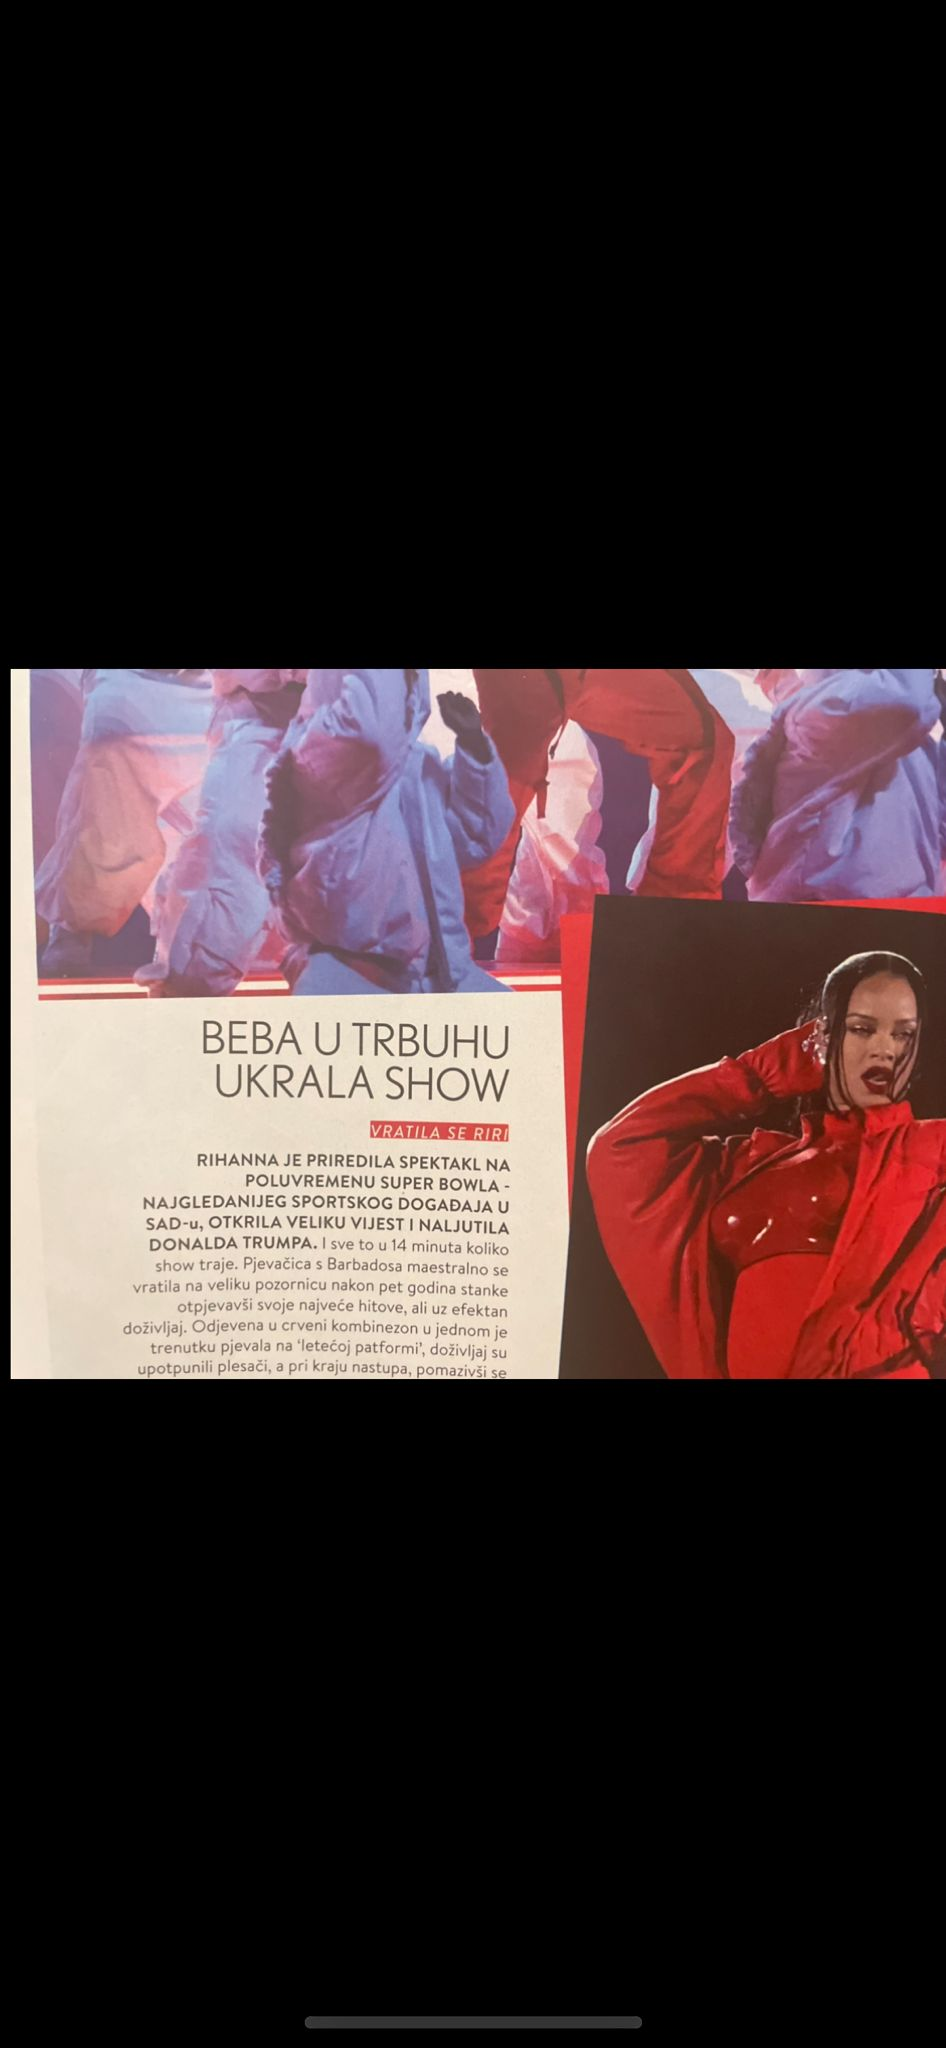 BEBA U TRBUHU
UKRALA SHOW
VRATILA SE RIRI
RIHANNA JE PRIREDILA SPEKTAKL NA
POLUVREMENU SUPER BOWLA -
NAJGLEDANIJEG SPORTSKOG DOGAĐAJA U
SAD-u, OTKRILA VELIKU VIJEST I NALJUTILA
DONALDA TRUMPA. I sve to u 14 minuta koliko
show traje. Pjevačica s Barbadosa maestralno se
vratila na veliku pozornicu nakon pet godina stanke
otpjevavši svoje najveće hitove, ali uz efektan
doživljaj. Odjevena u crveni kombinezon u jednom je
trenutku pjevala na 'letećoj patformi', doživljaj su
upotpunili plesači, a pri kraju nastupa, pomazivši se